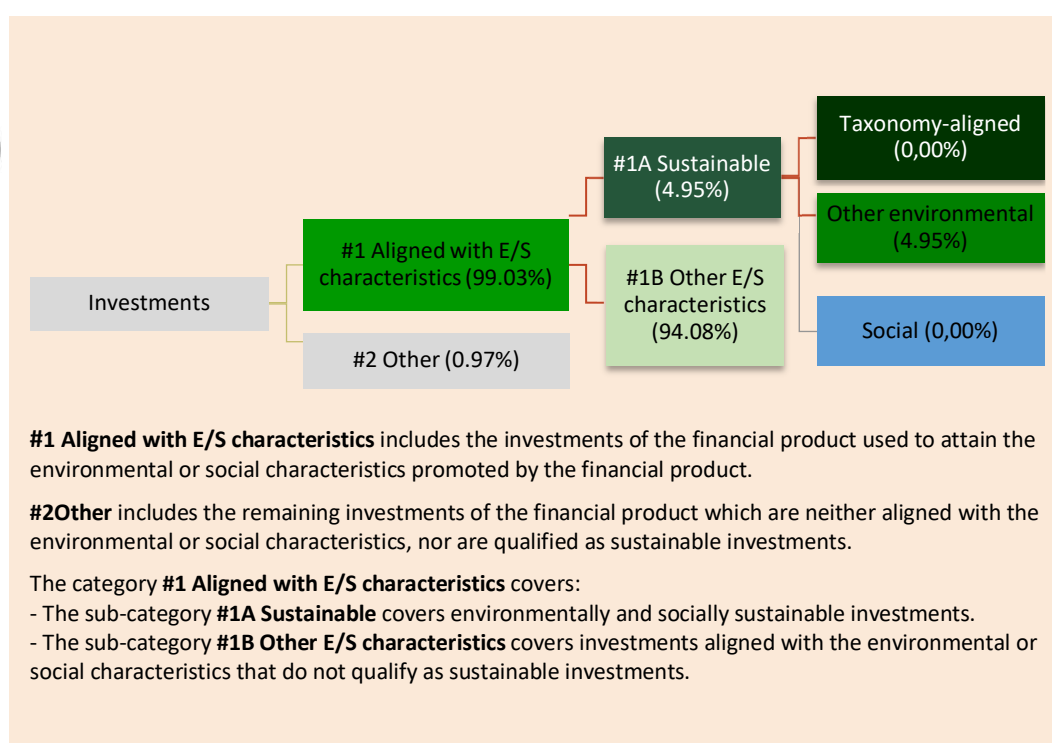 Taxonomy-aligned
(0,00%)
#1A Sustainable
(4.95%)
Other environmental
(4.95%)
#1 Aligned with E/S
characteristics (99.03%)
#1B Other E/S
characteristics
(94.08%)
Investments
Social (0,00%)
#2 Other (0.97%)
#1 Aligned with E/S characteristics includes the investments of the financial product used to attain the
environmental or social characteristics promoted by the financial product.
#2Other includes the remaining investments of the financial product which are neither aligned with the
environmental or social characteristics, nor are qualified as sustainable investments.
The category #1 Aligned with E/S characteristics covers:
- The sub-category #1A Sustainable covers environmentally and socially sustainable investments.
- The sub-category #1B Other E/S characteristics covers investments aligned with the environmental or
social characteristics that do not qualify as sustainable investments.